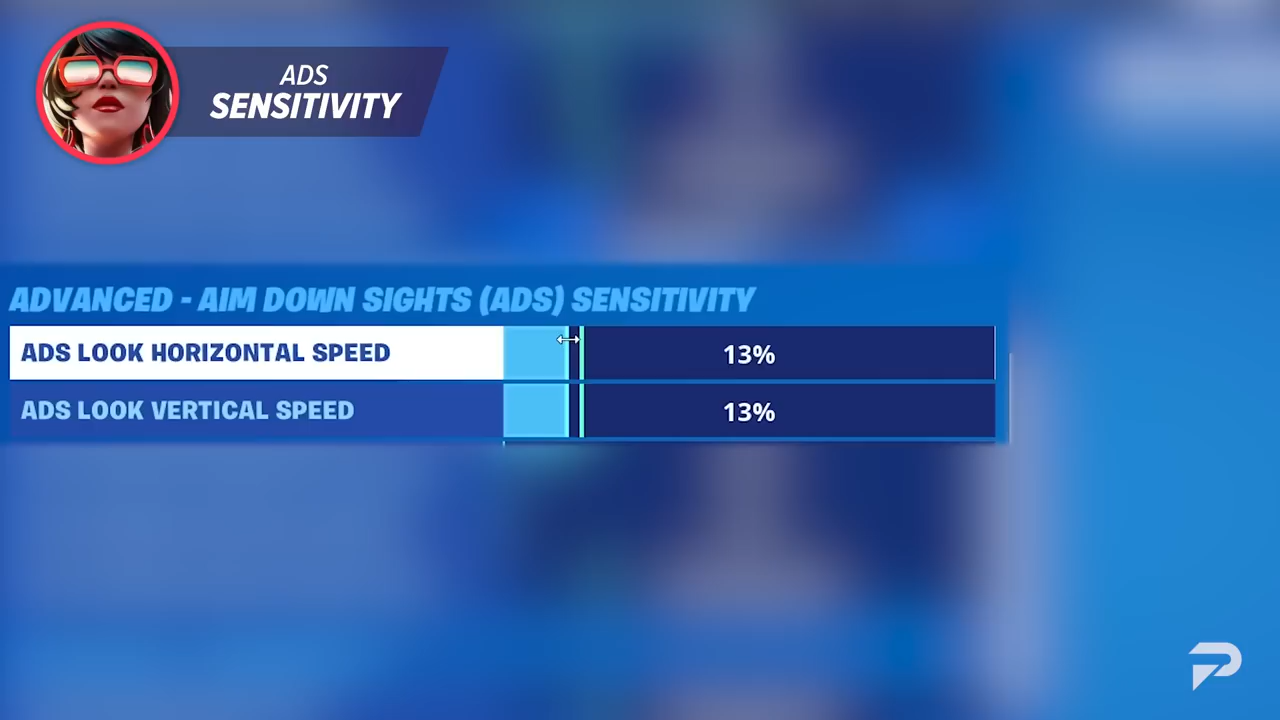 ADS
SENSITIVITY
ADVANCED - AIM DOWN SIGHTS (ADS) SENSITIVITY
ADS LOOK HORIZONTAL SPEED 13%
ADS LOOK VERTICAL SPEED 13%